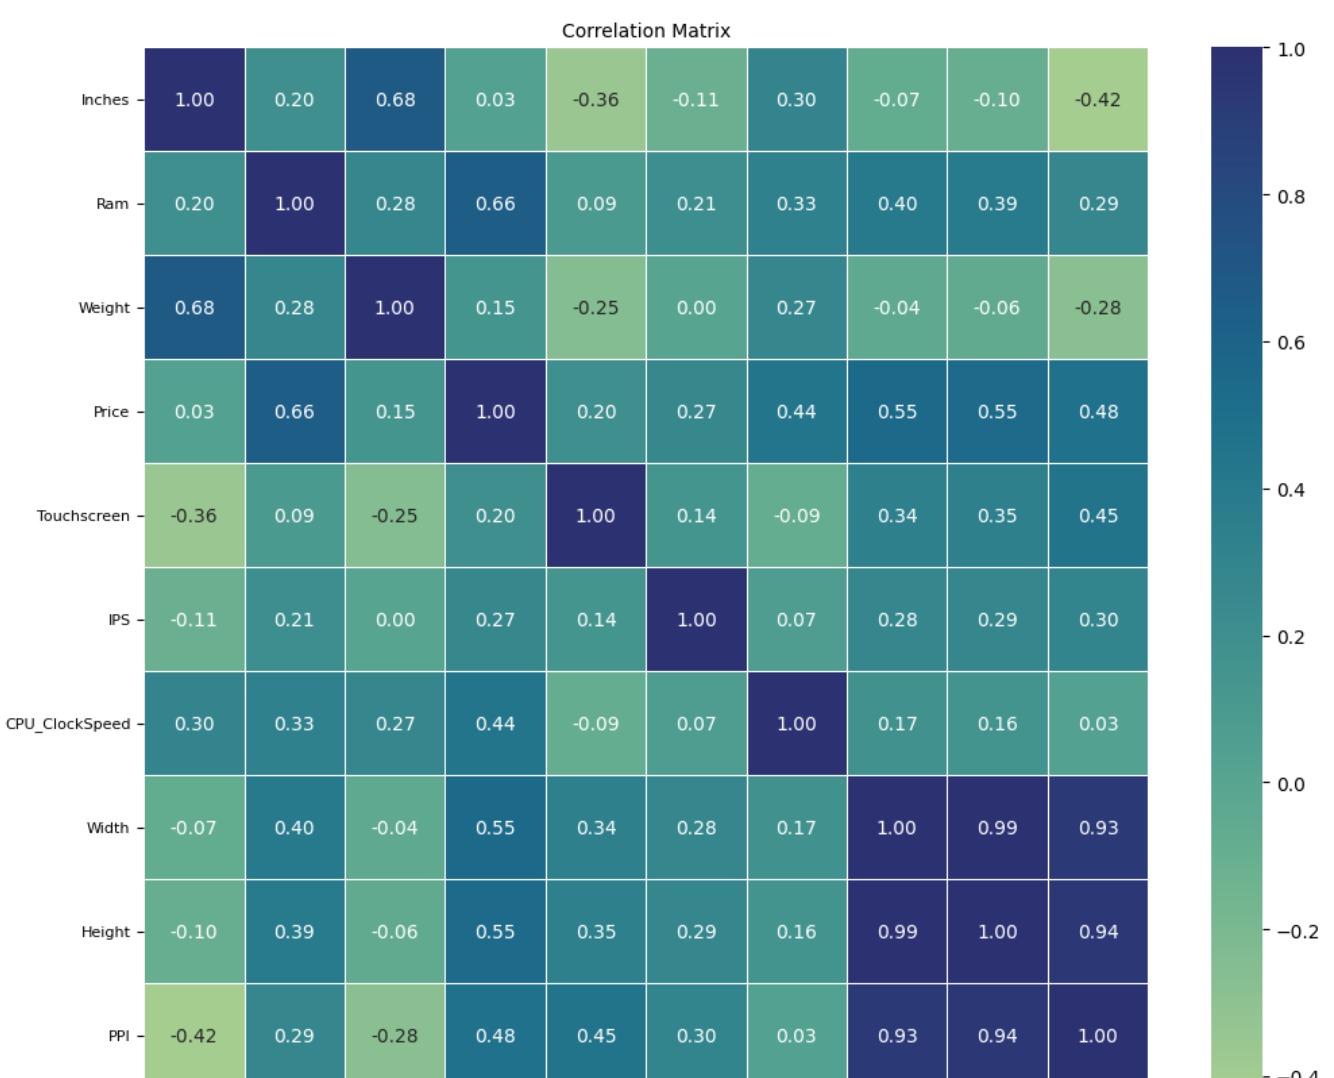 Correlation Matrix
Inches 1.00 0.20 0.68 0.03 -0.36 -0.11 0.30 -0.07 -0.10 -0.42
Ram 0.20 1.00 0.28 0.66 0.09 0.21 0.33 0.40 0.39 0.29
Weight 0.68 0.28 1.00 0.15 -0.25 0.00 0.27 -0.04 -0.06 -0.28
Price 0.03 0.66 0.15 1.00 0.20 0.27 0.44 0.55 0.55 0.48
Touchscreen -0.36 0.09 -0.25 0.20 1.00 0.14 -0.09 0.34 0.35 0.45
IPS -0.11 0.21 0.00 0.27 0.14 1.00 0.07 0.28 0.29 0.30
CPU_ClockSpeed 0.30 0.33 0.27 0.44 -0.09 0.07 1.00 0.17 0.16 0.03
Width -0.07 0.40 -0.04 0.55 0.34 0.28 0.17 1.00 0.99 0.93
Height -0.10 0.39 -0.06 0.55 0.35 0.29 0.16 0.99 1.00 0.94
PPI -0.42 0.29 -0.28 0.48 0.45 0.30 0.03 0.93 0.94 1.00
1.0
0.8
0.6
0.4
0.2
0.0
−0.2
−0.4